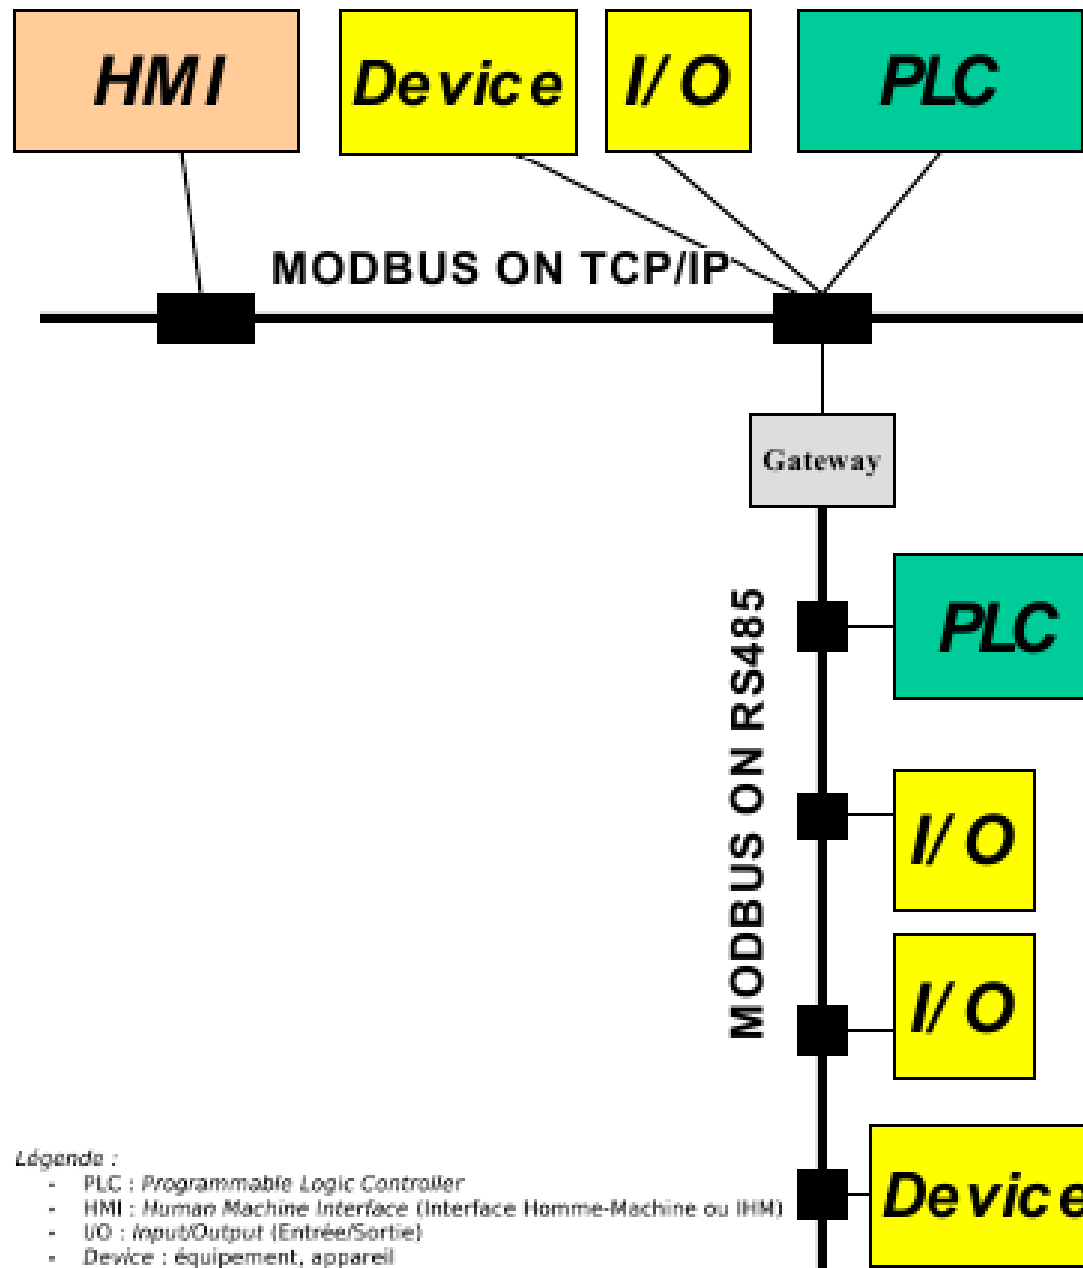 HMI
Device
I/O
PLC
MODBUS ON TCP/IP
Gateway
MODBUS ON RS485
PLC
I/O
I/O
Device
Légende :
- PLC : Programmable Logic Controller
- HMI : Human Machine Interface (Interface Homme-Machine ou IHM)
- I/O : Input/Output (Entrée/Sortie)
- Device : équipement, appareil